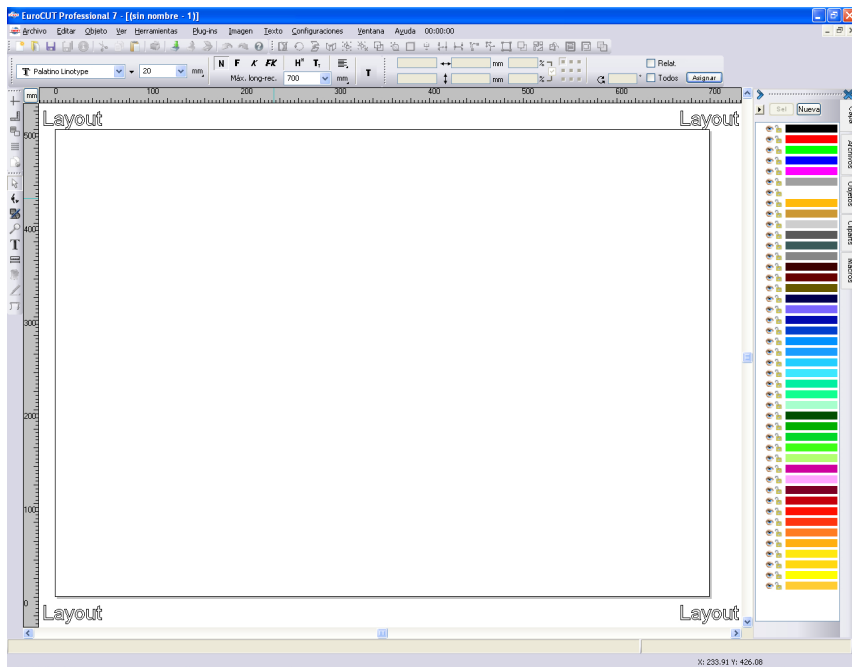 EuroCUT Professional 7 - [(sin nombre - 1)]
Archivo Editar Objeto Ver Herramientas Plug-ins Imagen Texto Configuraciones Ventana Ayuda 00:00:00
T Palatino Linotype 20 mm N F K FK H" T, Relat.
Máx. long-rec. 700 mm T mm % mm % ° Todos Asignar
mm 0 100 200 300 400 500 600 700
Sel Nueva
Layout Layout
500
400
300
200
100
0
Layout Layout
Capa
Archivos
Objetos
Cliparts
Macros
X: 233.91 Y: 426.08